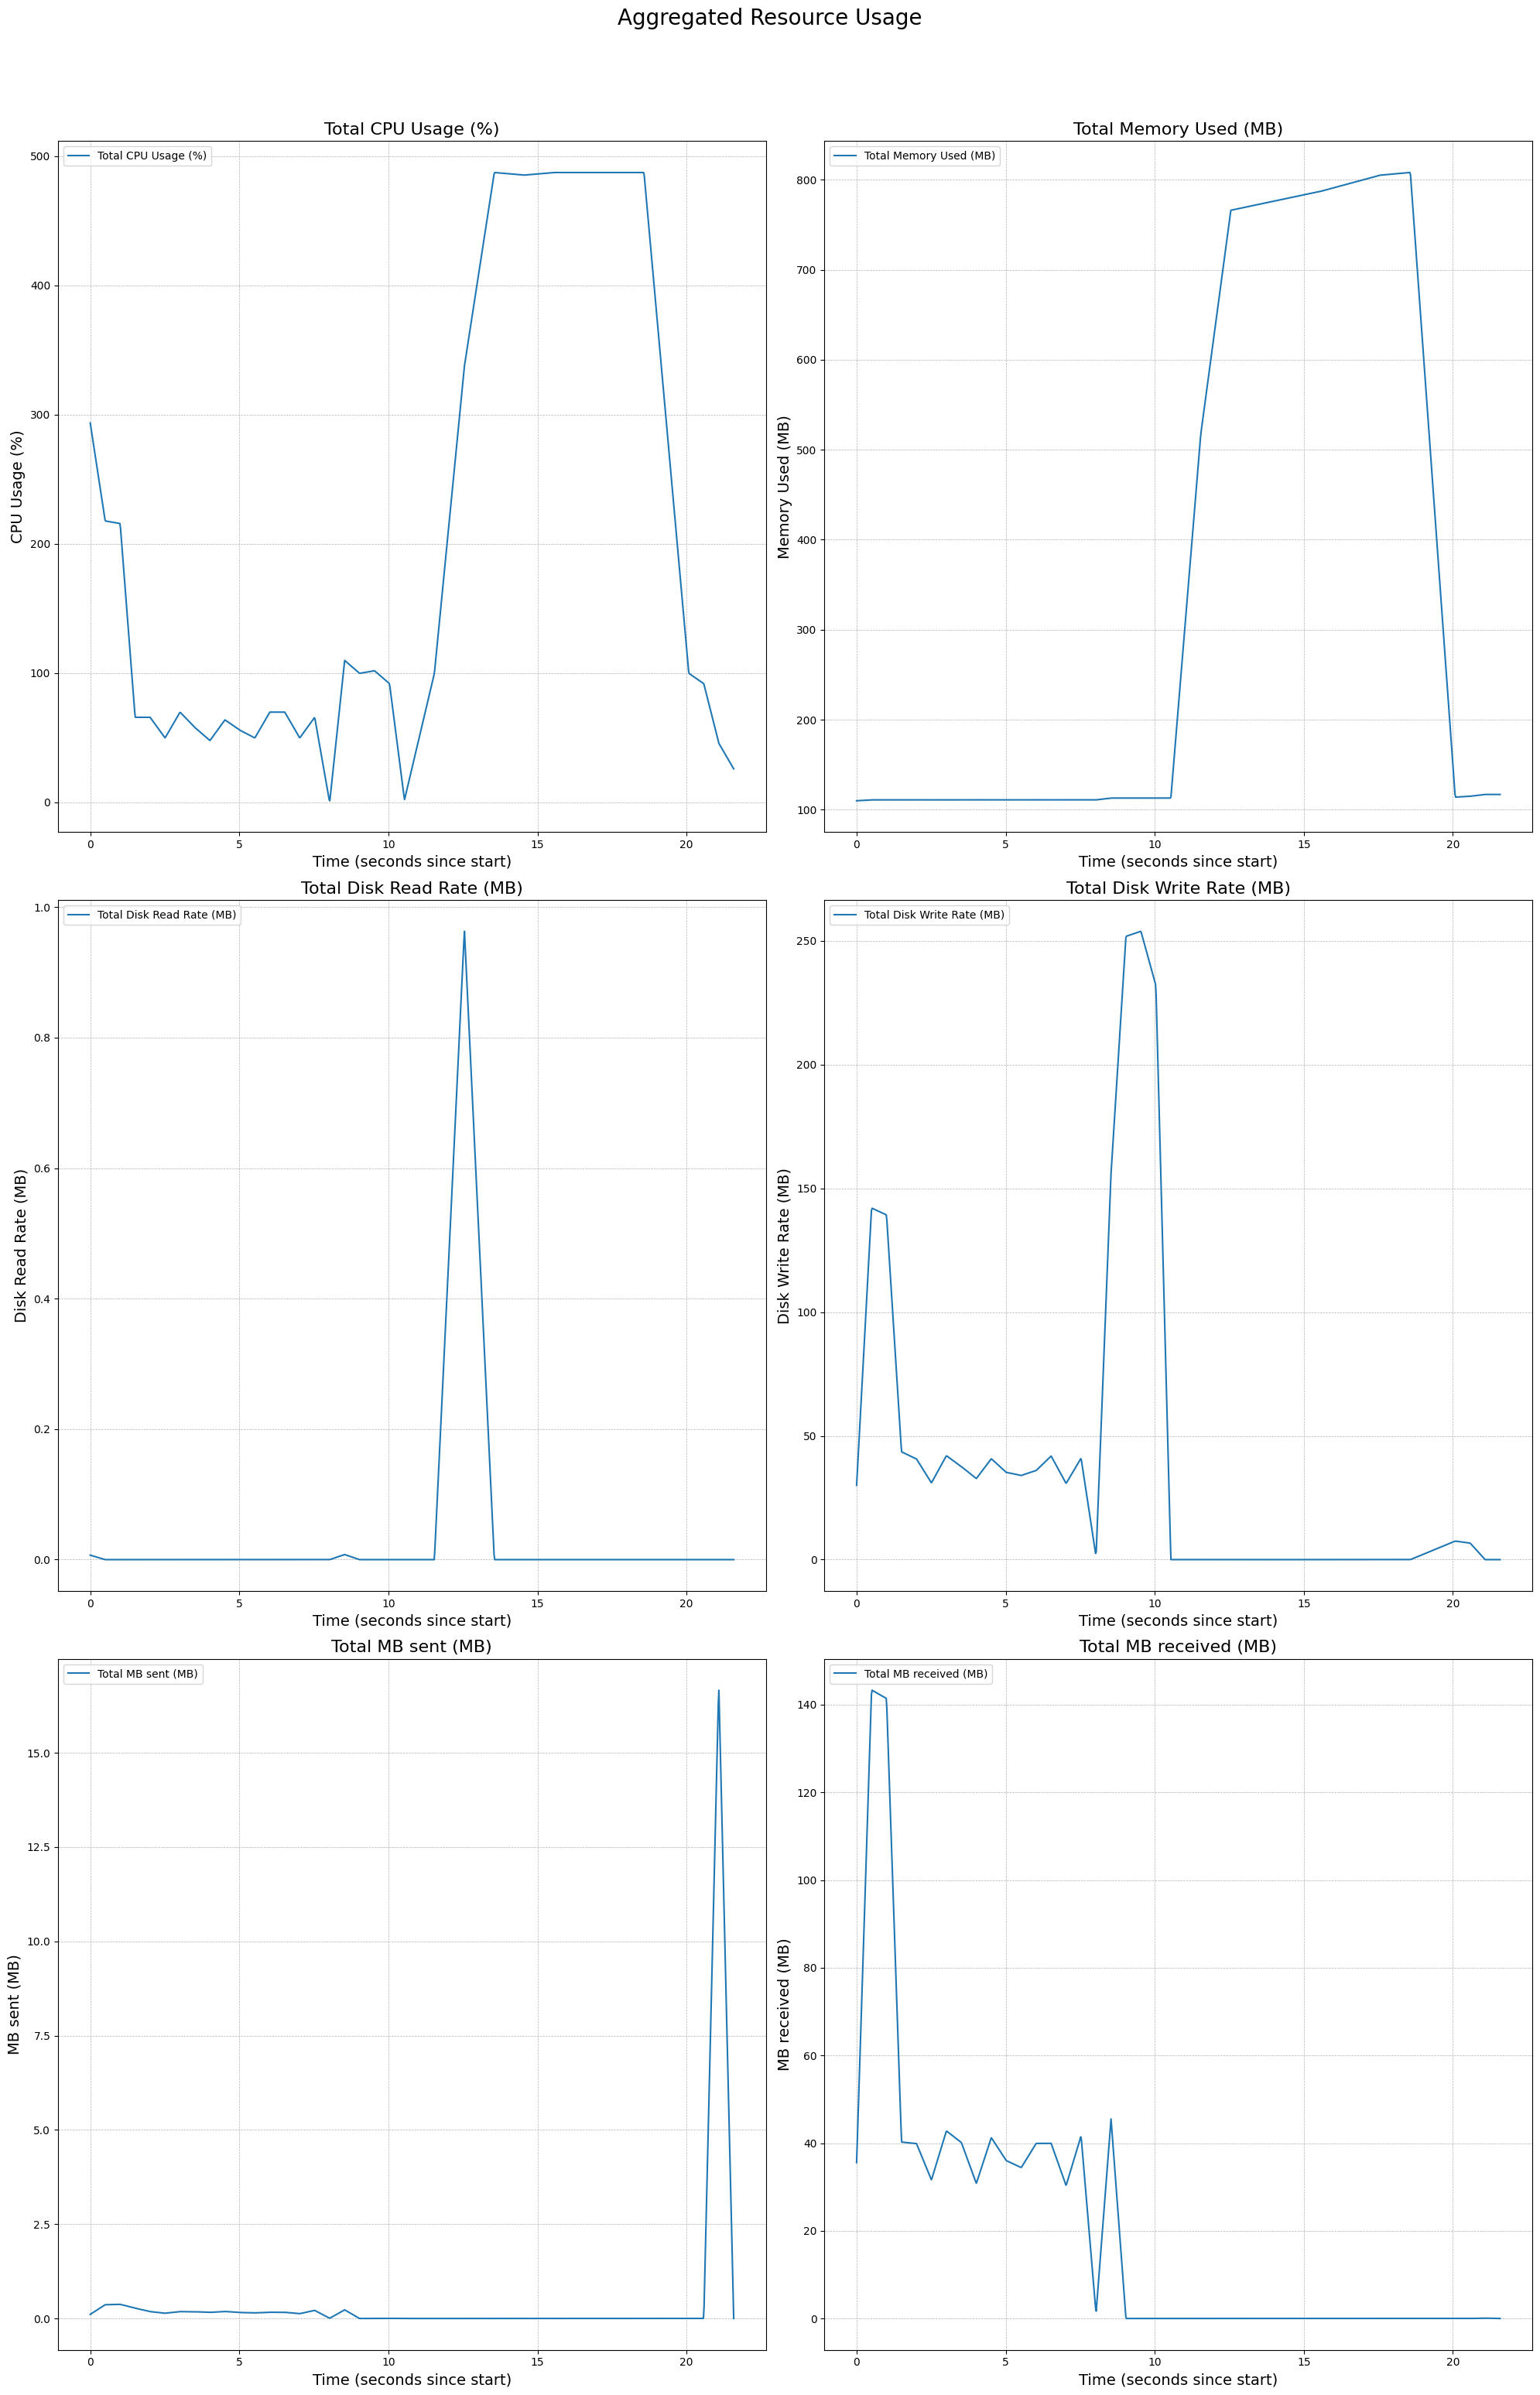 Aggregated Resource Usage
Total CPU Usage (%)
Total CPU Usage (%)
CPU Usage (%)
500
400
300
200
100
0
0 5 10 15 20
Time (seconds since start)
Total Memory Used (MB)
Total Memory Used (MB)
Memory Used (MB)
800
700
600
500
400
300
200
100
0 5 10 15 20
Time (seconds since start)
Total Disk Read Rate (MB)
Total Disk Read Rate (MB)
Disk Read Rate (MB)
1.0
0.8
0.6
0.4
0.2
0.0
0 5 10 15 20
Time (seconds since start)
Total Disk Write Rate (MB)
Total Disk Write Rate (MB)
Disk Write Rate (MB)
250
200
150
100
50
0
0 5 10 15 20
Time (seconds since start)
Total MB sent (MB)
Total MB sent (MB)
MB sent (MB)
15.0
12.5
10.0
7.5
5.0
2.5
0.0
0 5 10 15 20
Time (seconds since start)
Total MB received (MB)
Total MB received (MB)
MB received (MB)
140
120
100
80
60
40
20
0
0 5 10 15 20
Time (seconds since start)